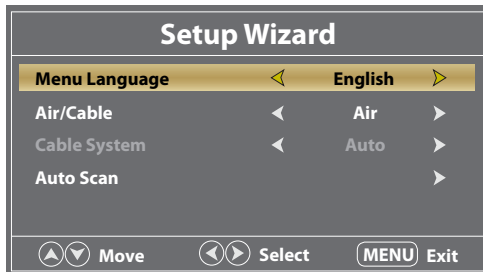 Setup Wizard
Menu Language English
Air/Cable Air
Cable System Auto
Auto Scan
Move Select MENU Exit